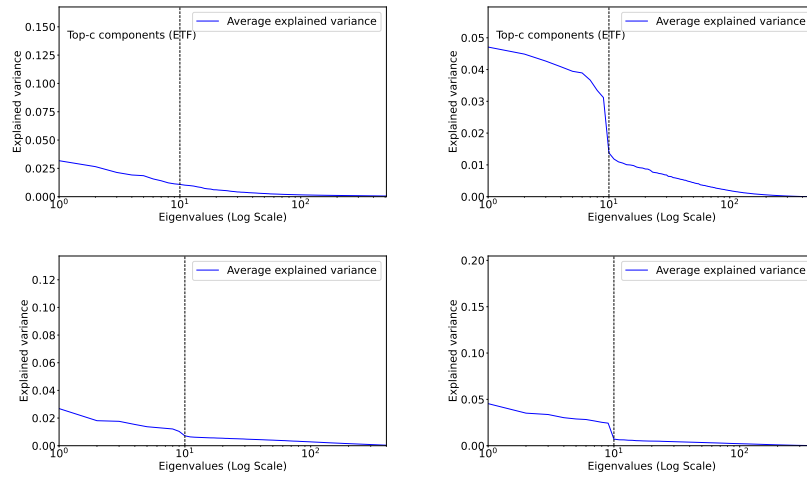 0.150
0.125
0.100
0.075
0.050
0.025
0.000
Explained variance
Top-c components (ETF)
Average explained variance
10^0
10^1
10^2
Eigenvalues (Log Scale)
0.05
0.04
0.03
0.02
0.01
0.00
Explained variance
Top-c components (ETF)
Average explained variance
10^0
10^1
10^2
Eigenvalues (Log Scale)
0.12
0.10
0.08
0.06
0.04
0.02
0.00
Explained variance
Average explained variance
10^0
10^1
10^2
Eigenvalues (Log Scale)
0.20
0.15
0.10
0.05
0.00
Explained variance
Average explained variance
10^0
10^1
10^2
Eigenvalues (Log Scale)